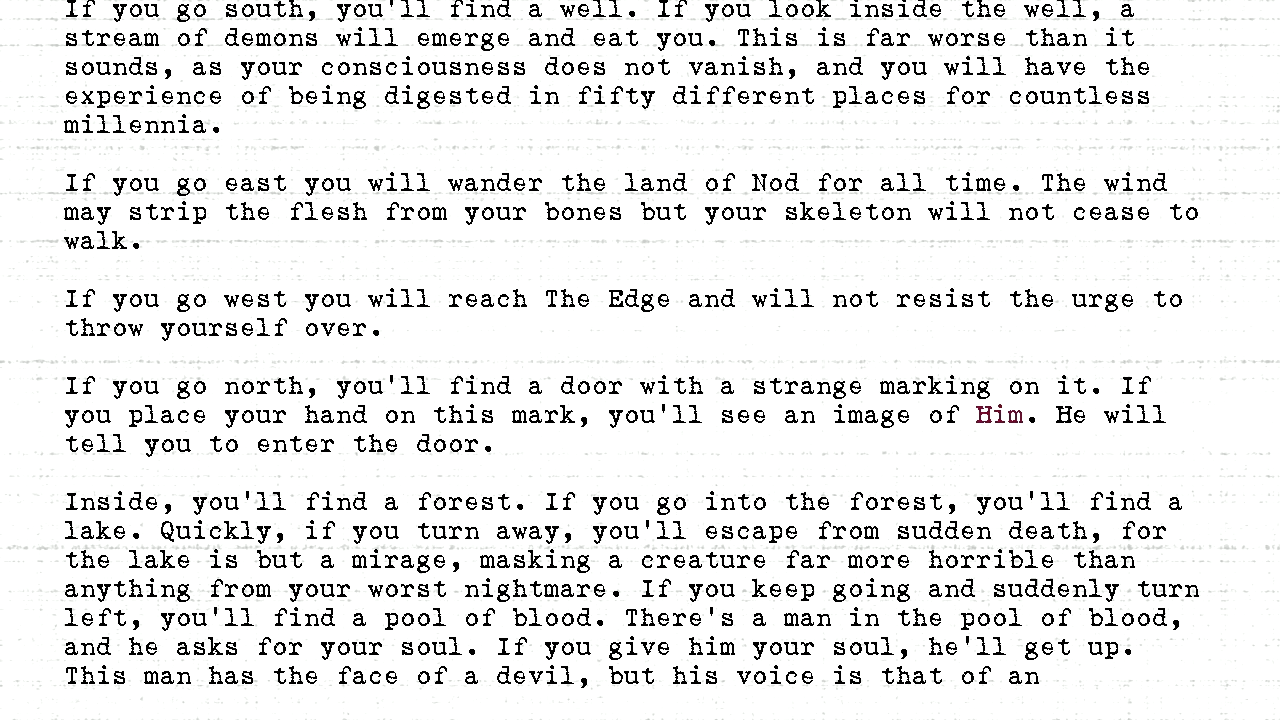 If you go south, you'll find a well. If you look inside the well, a
stream of demons will emerge and eat you. This is far worse than it
sounds, as your consciousness does not vanish, and you will have the
experience of being digested in fifty different places for countless
millennia.
If you go east you will wander the land of Nod for all time. The wind
may strip the flesh from your bones but your skeleton will not cease to
walk.
If you go west you will reach The Edge and will not resist the urge to
throw yourself over.
If you go north, you'll find a door with a strange marking on it. If
you place your hand on this mark, you'll see an image of Him. He will
tell you to enter the door.
Inside, you'll find a forest. If you go into the forest, you'll find a
lake. Quickly, if you turn away, you'll escape from sudden death, for
the lake is but a mirage, masking a creature far more horrible than
anything from your worst nightmare. If you keep going and suddenly turn
left, you'll find a pool of blood. There's a man in the pool of blood,
and he asks for your soul. If you give him your soul, he'll get up.
This man has the face of a devil, but his voice is that of an